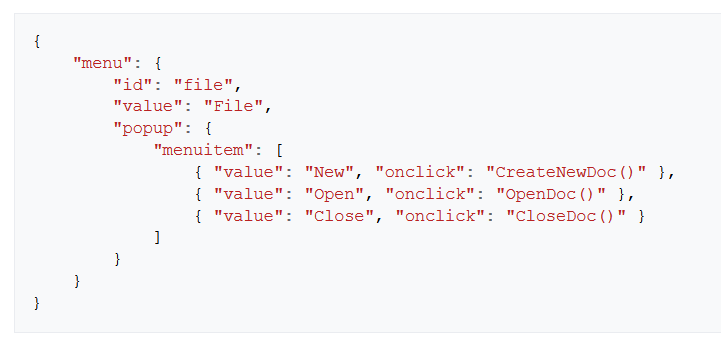 {
    "menu": {
        "id": "file",
        "value": "File",
        "popup": {
            "menuitem": [
                { "value": "New", "onclick": "CreateNewDoc()" },
                { "value": "Open", "onclick": "OpenDoc()" },
                { "value": "Close", "onclick": "CloseDoc()" }
            ]
        }
    }
}